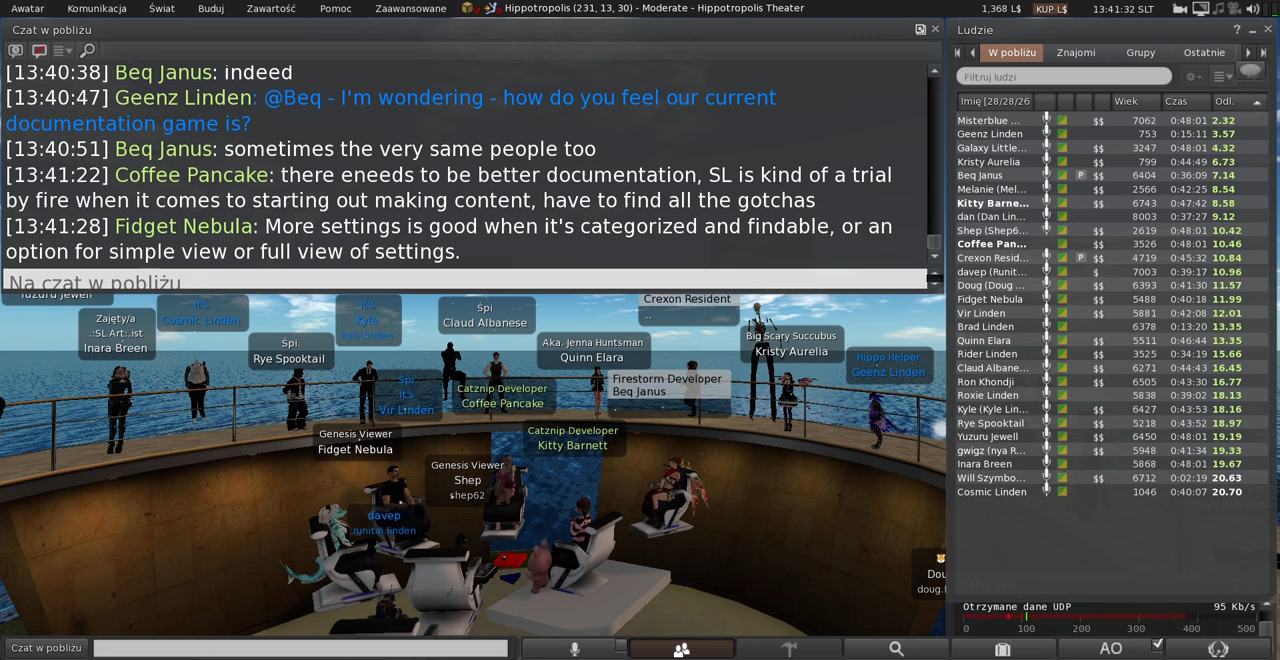 Awatar Komunikacja Świat Buduj Zawartość Pomoc Zaawansowane Hippotropolis (231, 13, 30) - Moderate - Hippotropolis Theater 1,368 L$ KUP L$ 13:41:32 SLT
Czat w pobliżu
[13:40:38] Beq Janus: indeed
[13:40:47] Geenz Linden: @Beq - I'm wondering - how do you feel our current
documentation game is?
[13:40:51] Beq Janus: sometimes the very same people too
[13:41:22] Coffee Pancake: there eneeds to be better documentation, SL is kind of a trial
by fire when it comes to starting out making content, have to find all the gotchas
[13:41:28] Fidget Nebula: More settings is good when it's categorized and findable, or an
option for simple view or full view of settings.
Na czat w pobliżu
Yuzuru Jewell
Zajęty/a
.:SL Art:.ist
Inara Breen
It's
Cosmic Linden
Śpi.
Rye Spooktail
It's
Kyle
kyle.linden
Śpi
Claud Albanese
Aka. Jenna Huntsman
Quinn Elara
Crexon Resident
..
Big Scary Succubus
Kristy Aurelia
Hippo Helper
Geenz Linden
Śpi
It's
Vir Linden
Catznip Developer
Coffee Pancake
Firestorm Developer
Beq Janus
Genesis Viewer
Fidget Nebula
Catznip Developer
Kitty Barnett
Genesis Viewer
Shep
shep62
davep
runitai.linden
Dou
doug.
Ludzie
W pobliżu Znajomi Grupy Ostatnie
Filtruj ludzi
Imię [28/28/26 Wiek Czas Odl.
Misterblue ... $$ 7062 0:48:01 2.32
Geenz Linden 753 0:15:11 3.57
Galaxy Little... $$ 3247 0:48:01 4.32
Kristy Aurelia $$ 799 0:44:49 6.73
Beq Janus P $$ 6404 0:36:09 7.14
Melanie (Mel... $$ 2566 0:42:25 8.54
Kitty Barne... $$ 6743 0:47:42 8.58
dan (Dan Lin... 8003 0:37:27 9.12
Shep (Shep6... $$ 2619 0:48:01 10.42
Coffee Pan... $$ 3526 0:48:01 10.46
Crexon Resid... P $$ 4719 0:45:32 10.84
davep (Runit... $ 7003 0:39:17 10.96
Doug (Doug ... $$ 6393 0:41:30 11.57
Fidget Nebula $$ 5488 0:40:18 11.99
Vir Linden $$ 5881 0:42:08 12.01
Brad Linden 6378 0:13:20 13.35
Quinn Elara $$ 5511 0:46:44 13.35
Rider Linden $$ 3525 0:34:19 15.66
Claud Albane... $$ 6271 0:44:43 16.45
Ron Khondji $$ 6505 0:43:30 16.77
Roxie Linden 5838 0:39:02 18.13
Kyle (Kyle Lin... $$ 6427 0:43:53 18.16
Rye Spooktail $$ 5218 0:43:52 18.97
Yuzuru Jewell $$ 6450 0:48:01 19.19
gwigz (nya R... $$ 5948 0:41:34 19.33
Inara Breen 5868 0:48:01 19.67
Will Szymbo... $$ 6712 0:02:19 20.63
Cosmic Linden 1046 0:40:07 20.70
Otrzymane dane UDP 95 Kb/s
0 100 200 300 400 500
Czat w pobliżu AO